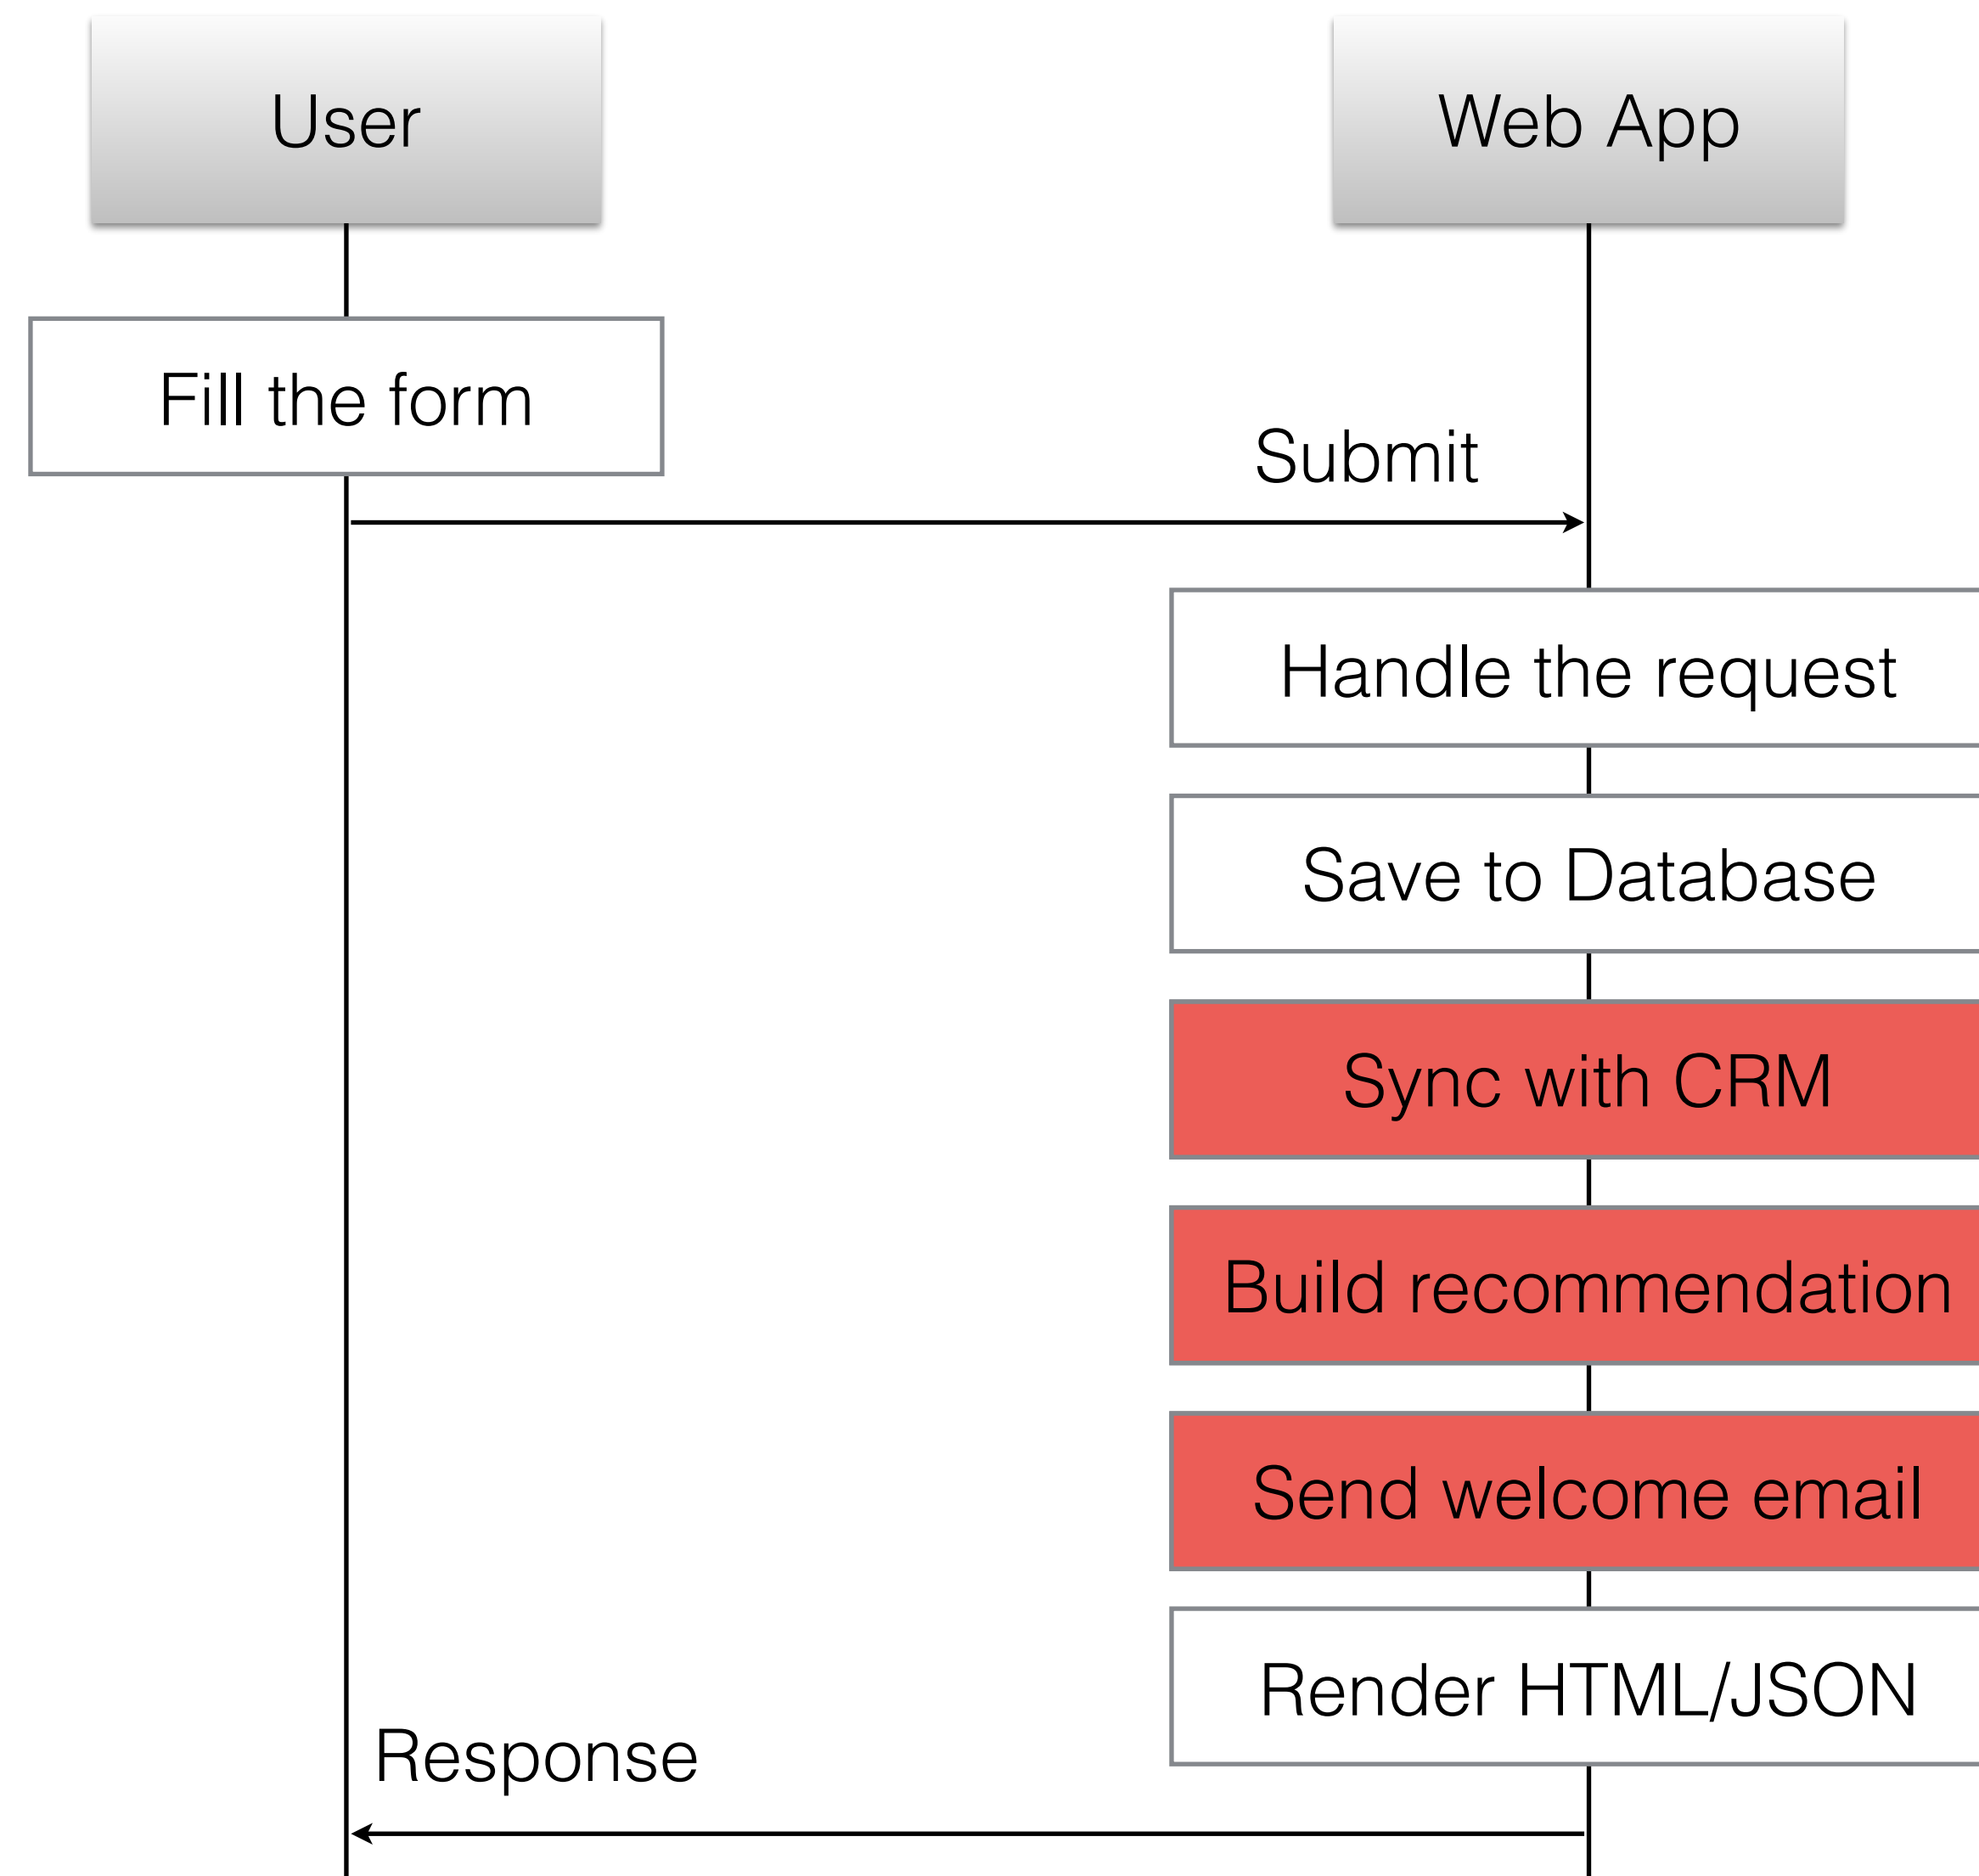 User
Web App
Fill the form
Submit
Handle the request
Save to Database
Sync with CRM
Build recommendation
Send welcome email
Render HTML/JSON
Response